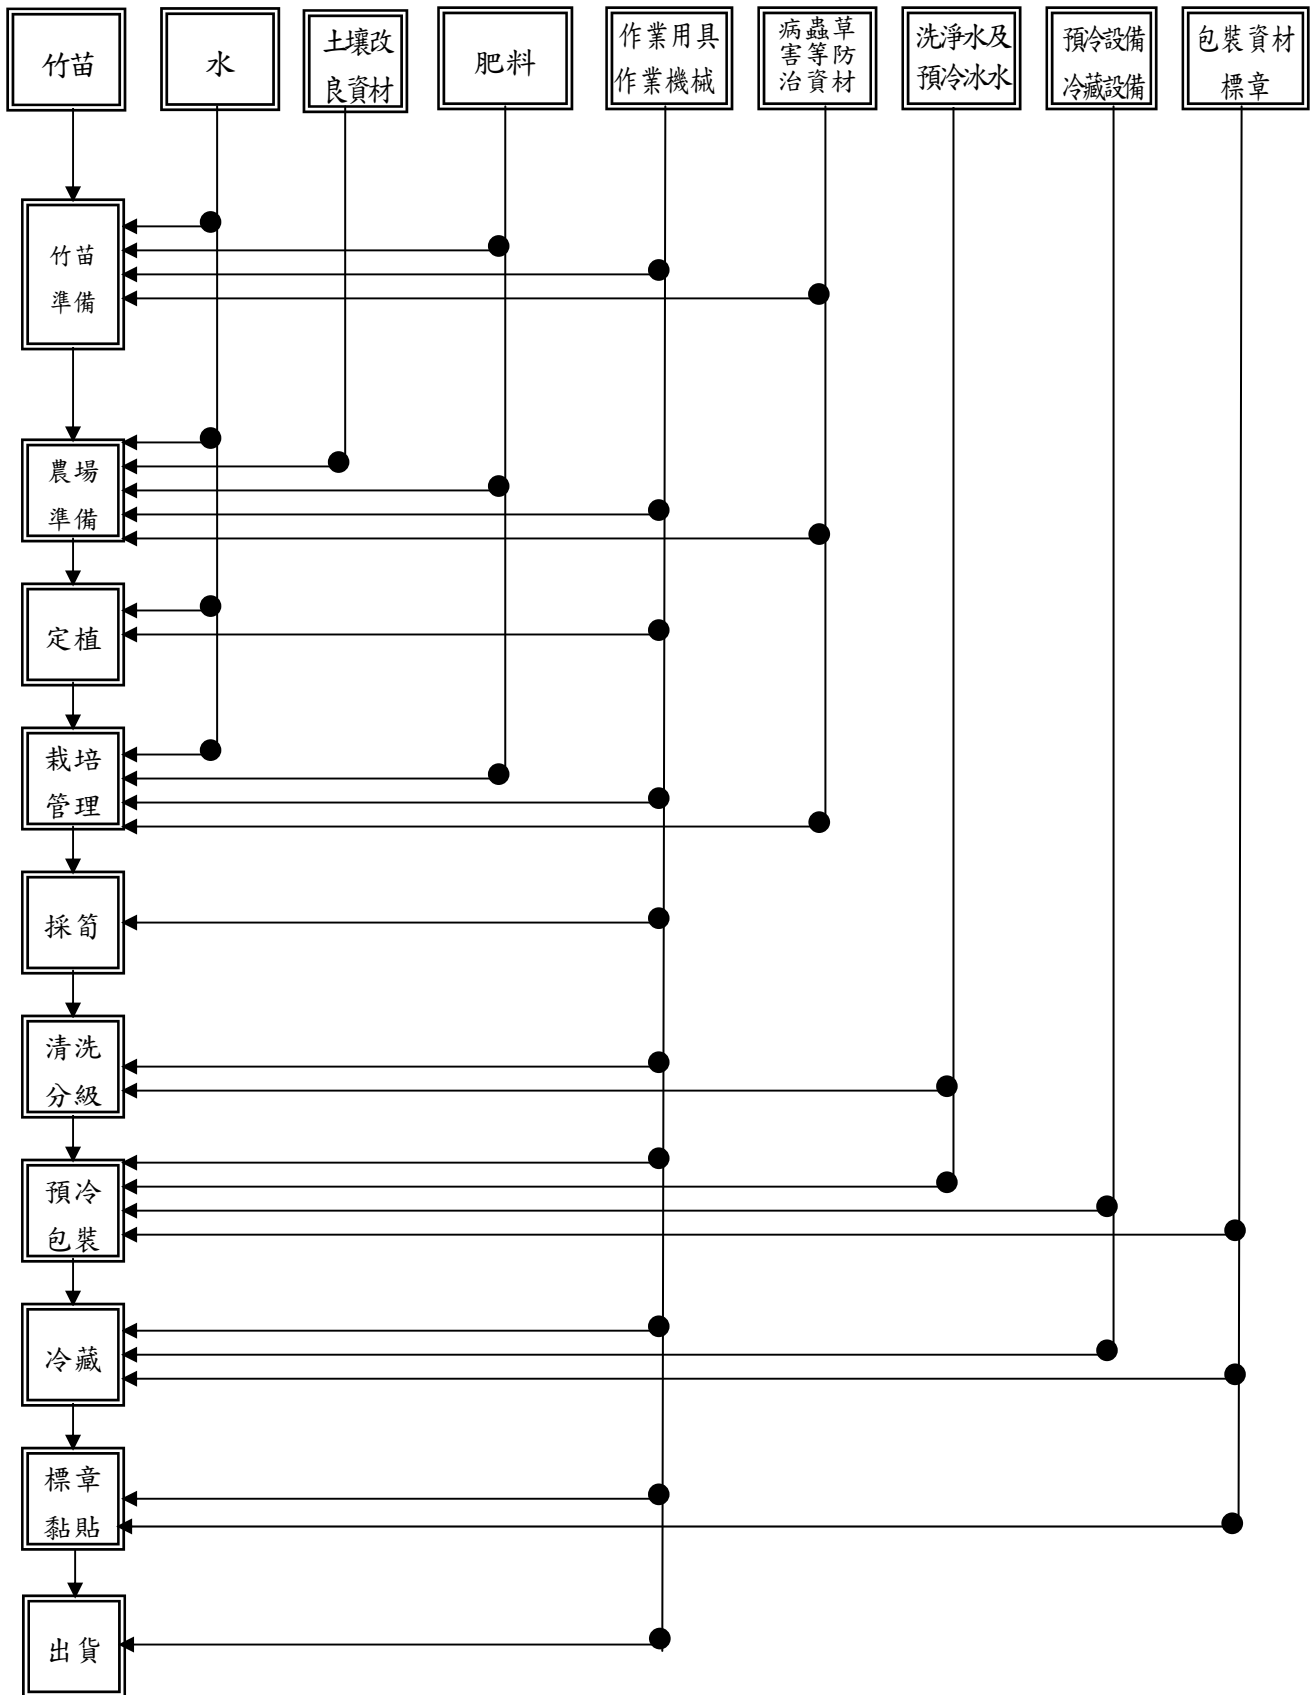 竹苗
水
土壤改
良資材
肥料
作業用具
作業機械
病蟲草
害等防
治資材
洗淨水及
預冷冰水
預冷設備
冷藏設備
包裝資材
標章
竹苗
準備
農場
準備
定植
栽培
管理
採筍
清洗
分級
預冷
包裝
冷藏
標章
黏貼
出貨